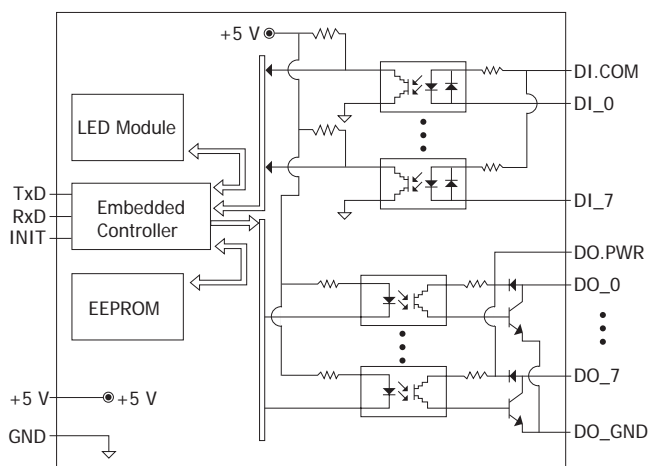 +5 V
DI.COM
DI_0
LED Module
DI_7
TxD
RxD
INIT
Embedded
Controller
DO.PWR
DO_0
EEPROM
DO_7
+5 V
+5 V
GND
DO_GND